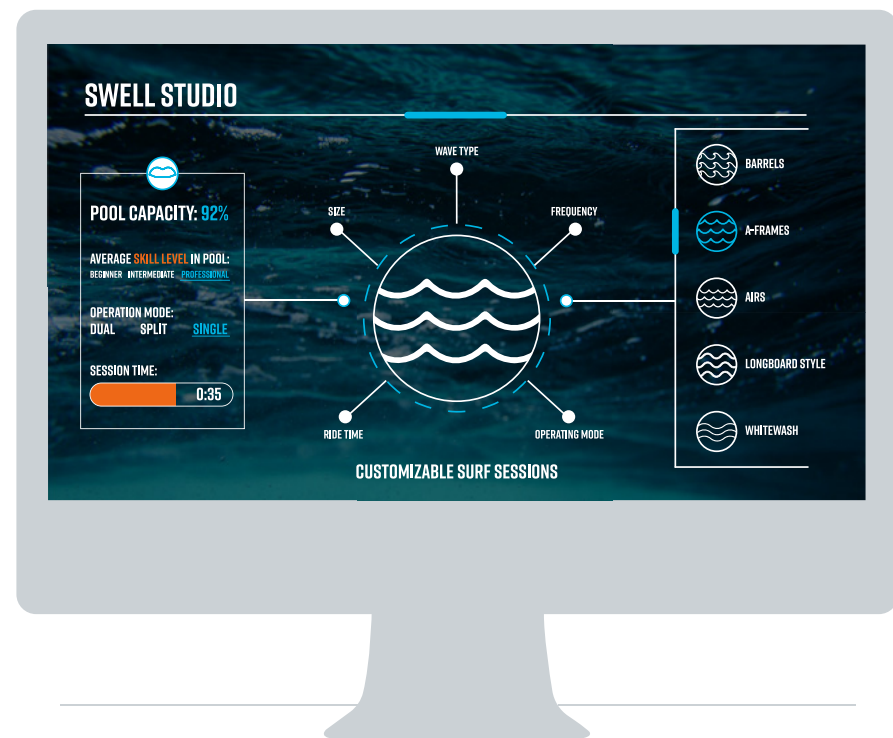 SWELL STUDIO
POOL CAPACITY: 92%
AVERAGE SKILL LEVEL IN POOL:
BEGINNER INTERMEDIATE PROFESSIONAL
OPERATION MODE:
DUAL SPLIT SINGLE
SESSION TIME:
0:35
WAVE TYPE
SIZE
FREQUENCY
RIDE TIME
OPERATING MODE
CUSTOMIZABLE SURF SESSIONS
BARRELS
A-FRAMES
AIRS
LONGBOARD STYLE
WHITEWASH